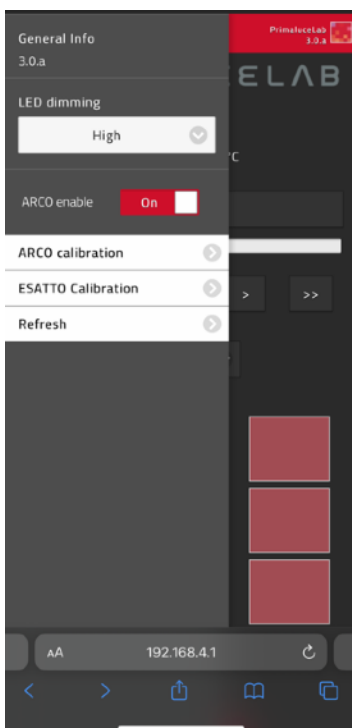 General Info
3.0.a
PrimaluceLab
3.0.a
ELAB
LED dimming
High
°C
ARCO enable
On
ARCO calibration
ESATTO Calibration
>
>>
Refresh
AA
192.168.4.1